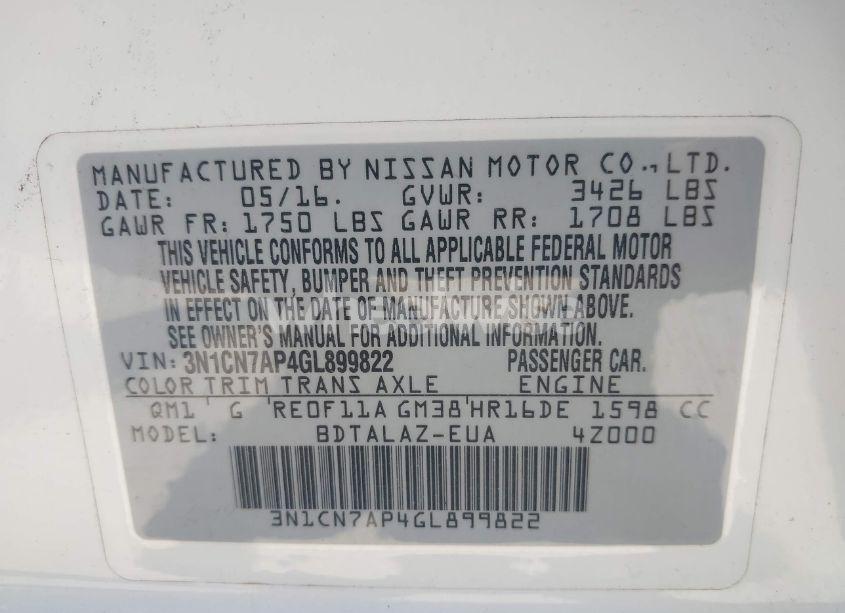 MANUFACTURED BY NISSAN MOTOR CO., LTD.
DATE: 05/16. GVWR: 3426 LBS
GAWR FR: 1750 LBS GAWR RR: 1708 LBS
THIS VEHICLE CONFORMS TO ALL APPLICABLE FEDERAL MOTOR
VEHICLE SAFETY, BUMPER AND THEFT PREVENTION STANDARDS
IN EFFECT ON THE DATE OF MANUFACTURE SHOWN ABOVE.
SEE OWNER'S MANUAL FOR ADDITIONAL INFORMATION.
VIN: 3N1CN7AP4GL899822 PASSENGER CAR.
COLOR TRIM TRANS AXLE ENGINE
QM1 ' G 'RE0F11A GM38'HR16DE 1598 CC
MODEL: BDTALAZ-EUA 4Z000
3N1CN7AP4GL899822